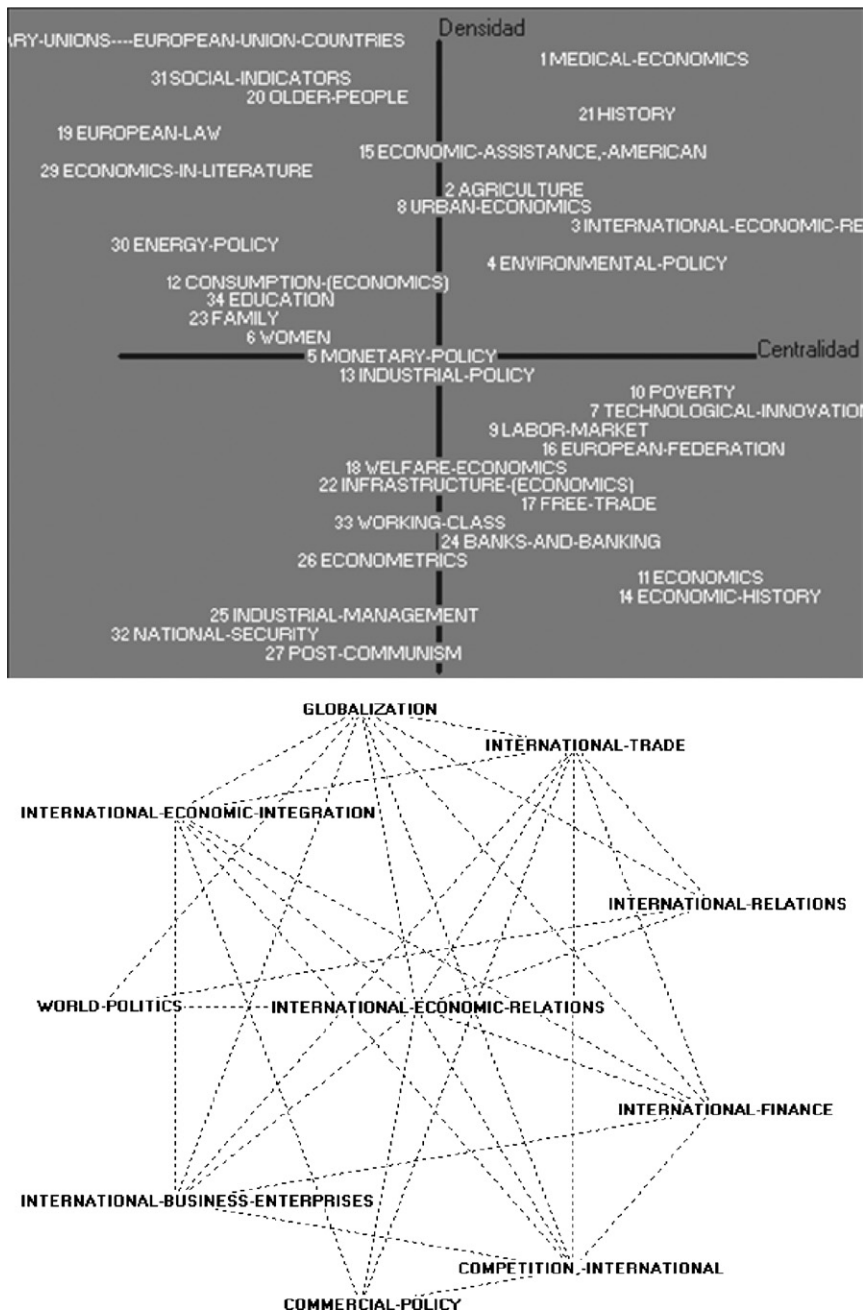 ARY-UNIONS----EUROPEAN-UNION-COUNTRIES
Densidad
1 MEDICAL-ECONOMICS
31 SOCIAL-INDICATORS
20 OLDER-PEOPLE
21 HISTORY
19 EUROPEAN-LAW
15 ECONOMIC-ASSISTANCE,-AMERICAN
29 ECONOMICS-IN-LITERATURE
2 AGRICULTURE
8 URBAN-ECONOMICS
3 INTERNATIONAL-ECONOMIC-RE
30 ENERGY-POLICY
4 ENVIRONMENTAL-POLICY
12 CONSUMPTION-(ECONOMICS)
34 EDUCATION
23 FAMILY
6 WOMEN
5 MONETARY-POLICY
Centralidad
13 INDUSTRIAL-POLICY
10 POVERTY
7 TECHNOLOGICAL-INNOVATION
9 LABOR-MARKET
16 EUROPEAN-FEDERATION
18 WELFARE-ECONOMICS
22 INFRASTRUCTURE-(ECONOMICS)
17 FREE-TRADE
33 WORKING-CLASS
24 BANKS-AND-BANKING
26 ECONOMETRICS
11 ECONOMICS
14 ECONOMIC-HISTORY
25 INDUSTRIAL-MANAGEMENT
32 NATIONAL-SECURITY
27 POST-COMMUNISM
GLOBALIZATION
INTERNATIONAL-TRADE
INTERNATIONAL-ECONOMIC-INTEGRATION
INTERNATIONAL-RELATIONS
WORLD-POLITICS
INTERNATIONAL-ECONOMIC-RELATIONS
INTERNATIONAL-FINANCE
INTERNATIONAL-BUSINESS-ENTERPRISES
COMPETITION,-INTERNATIONAL
COMMERCIAL-POLICY